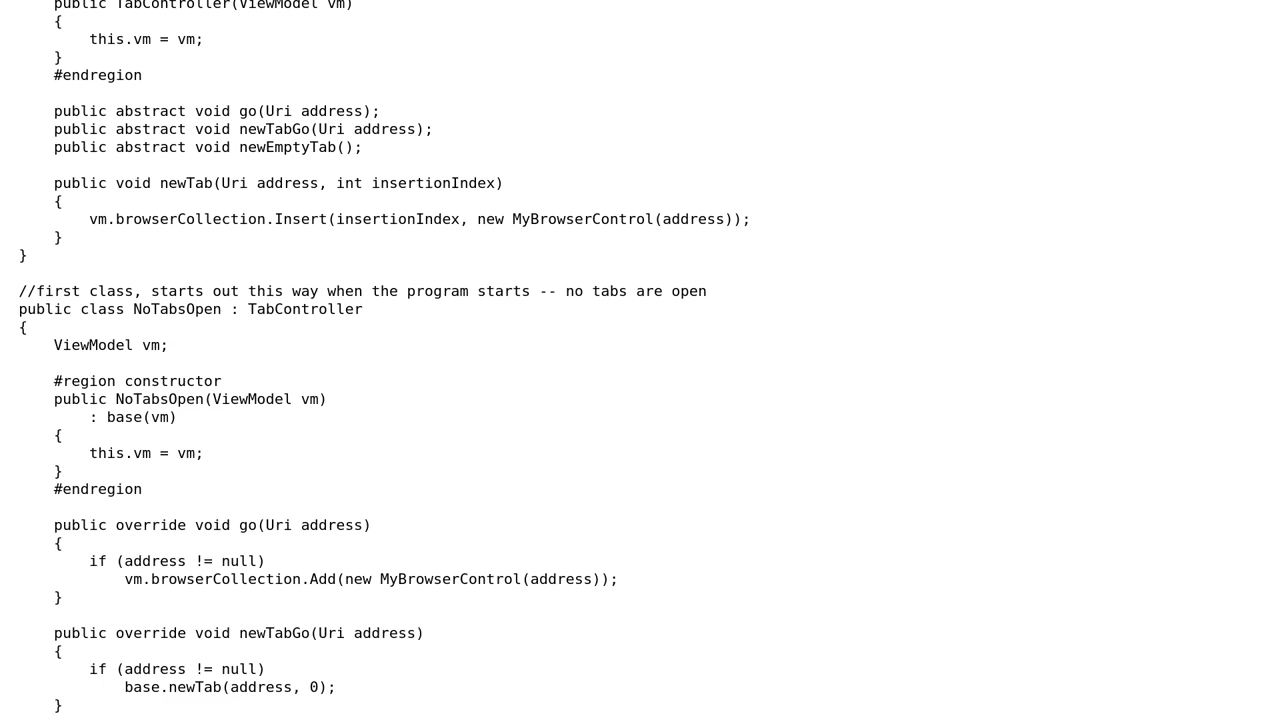 public TabController(ViewModel vm)
{
this.vm = vm;
}
#endregion
public abstract void go(Uri address);
public abstract void newTabGo(Uri address);
public abstract void newEmptyTab();
public void newTab(Uri address, int insertionIndex)
{
vm.browserCollection.Insert(insertionIndex, new MyBrowserControl(address));
}
}
//first class, starts out this way when the program starts -- no tabs are open
public class NoTabsOpen : TabController
{
ViewModel vm;
#region constructor
public NoTabsOpen(ViewModel vm)
: base(vm)
{
this.vm = vm;
}
#endregion
public override void go(Uri address)
{
if (address != null)
vm.browserCollection.Add(new MyBrowserControl(address));
}
public override void newTabGo(Uri address)
{
if (address != null)
base.newTab(address, 0);
}